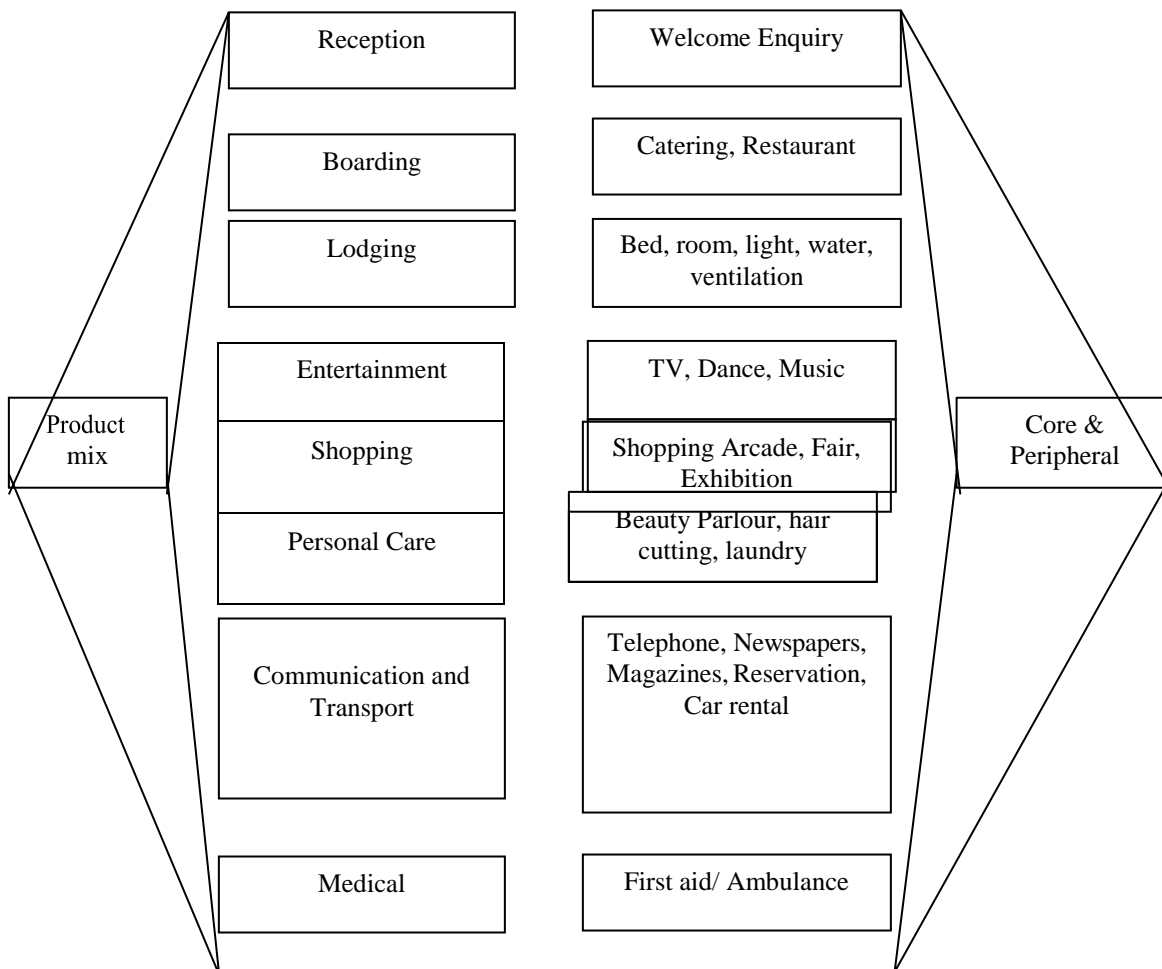 Reception
Welcome Enquiry
Boarding
Catering, Restaurant
Lodging
Bed, room, light, water,
ventilation
Entertainment
TV, Dance, Music
Product
mix
Shopping
Shopping Arcade, Fair,
Exhibition
Core &
Peripheral
Personal Care
Beauty Parlour, hair
cutting, laundry
Communication and
Transport
Telephone, Newspapers,
Magazines, Reservation,
Car rental
Medical
First aid/ Ambulance